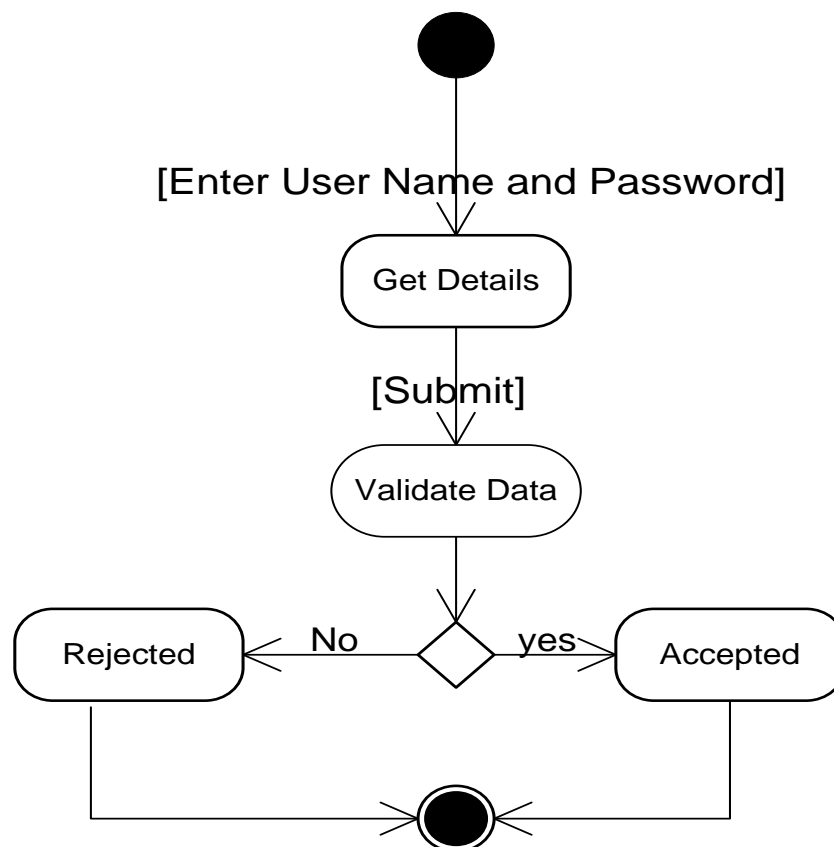 [Enter User Name and Password]
Get Details
[Submit]
Validate Data
Rejected
No
yes
Accepted